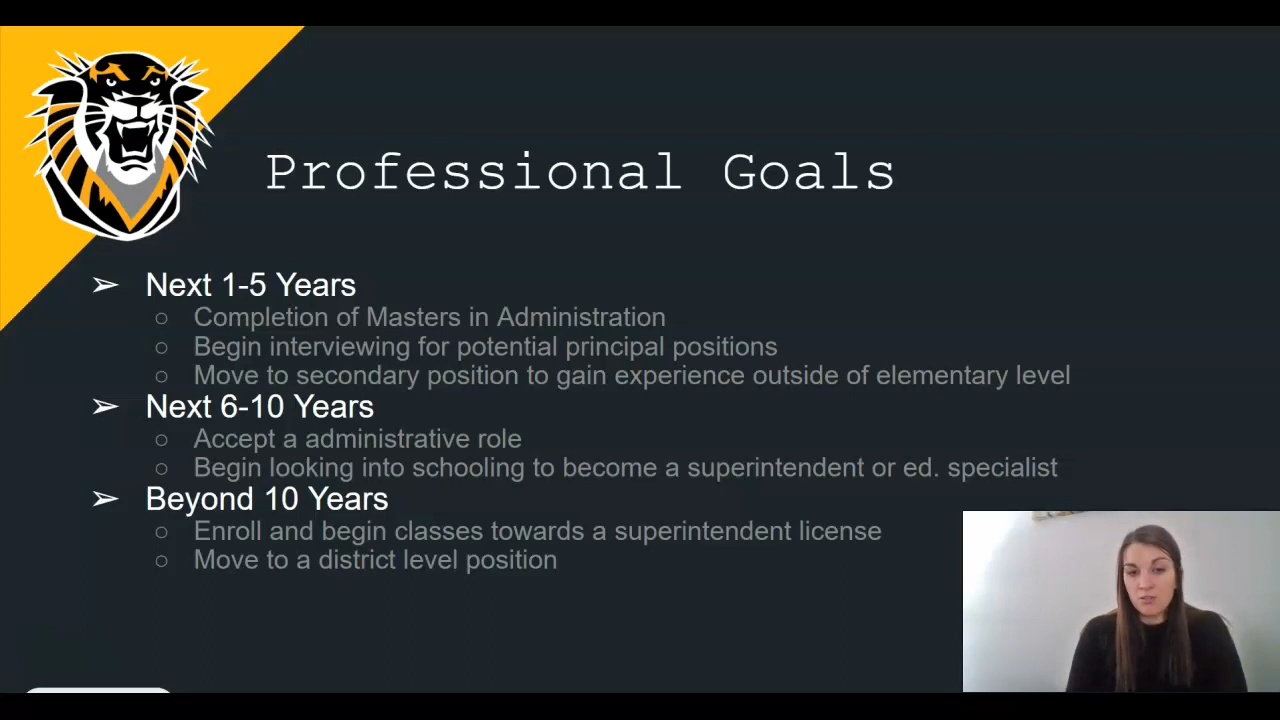 Professional Goals
➢ Next 1-5 Years
○ Completion of Masters in Administration
○ Begin interviewing for potential principal positions
○ Move to secondary position to gain experience outside of elementary level
➢ Next 6-10 Years
○ Accept a administrative role
○ Begin looking into schooling to become a superintendent or ed. specialist
➢ Beyond 10 Years
○ Enroll and begin classes towards a superintendent license
○ Move to a district level position